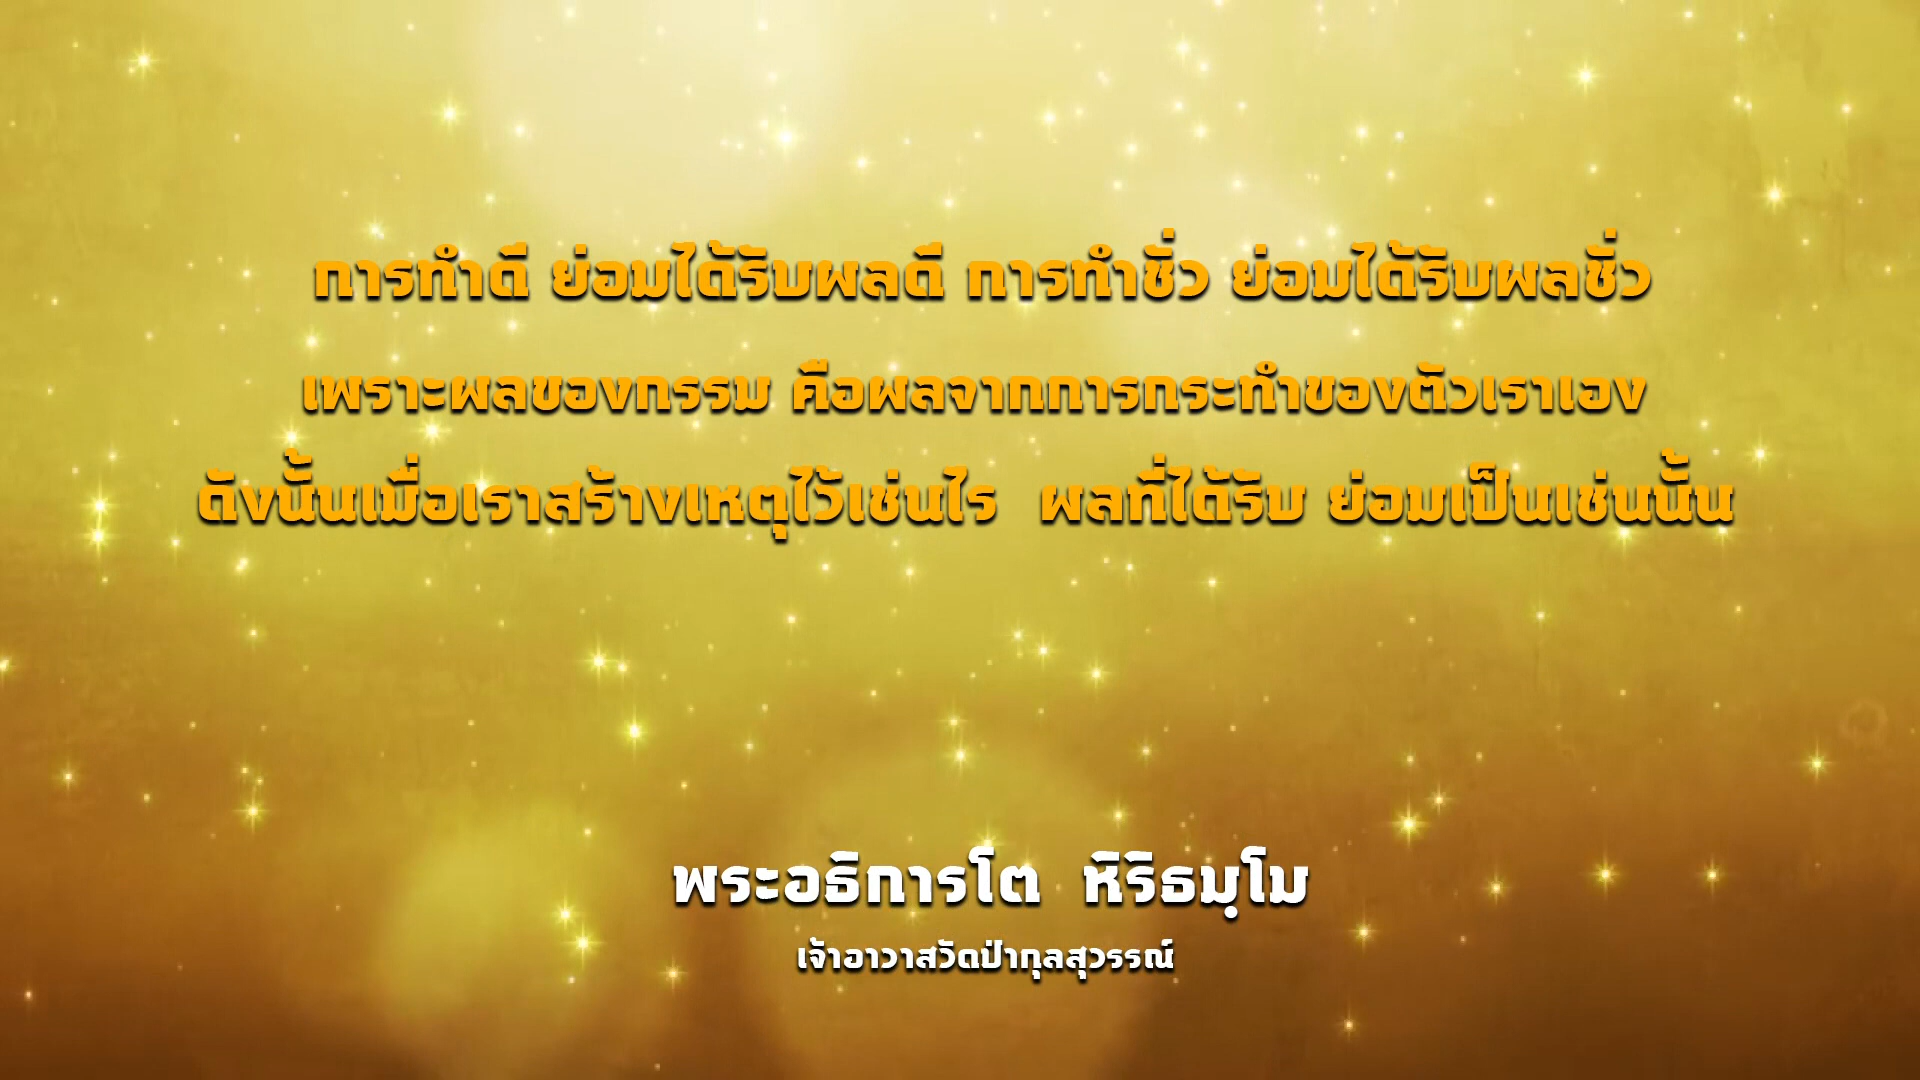 การทำดี ย่อมได้รับผลดี การทำชั่ว ย่อมได้รับผลชั่ว
เพราะผลของกรรม คือผลจากการกระทำของตัวเราเอง
ดังนั้นเมื่อเราสร้างเหตุไว้เช่นไร  ผลที่ได้รับ ย่อมเป็นเช่นนั้น
พระอธิการโต  หิริธมฺโม
เจ้าอาวาสวัดป่ากุลสุวรรณ์